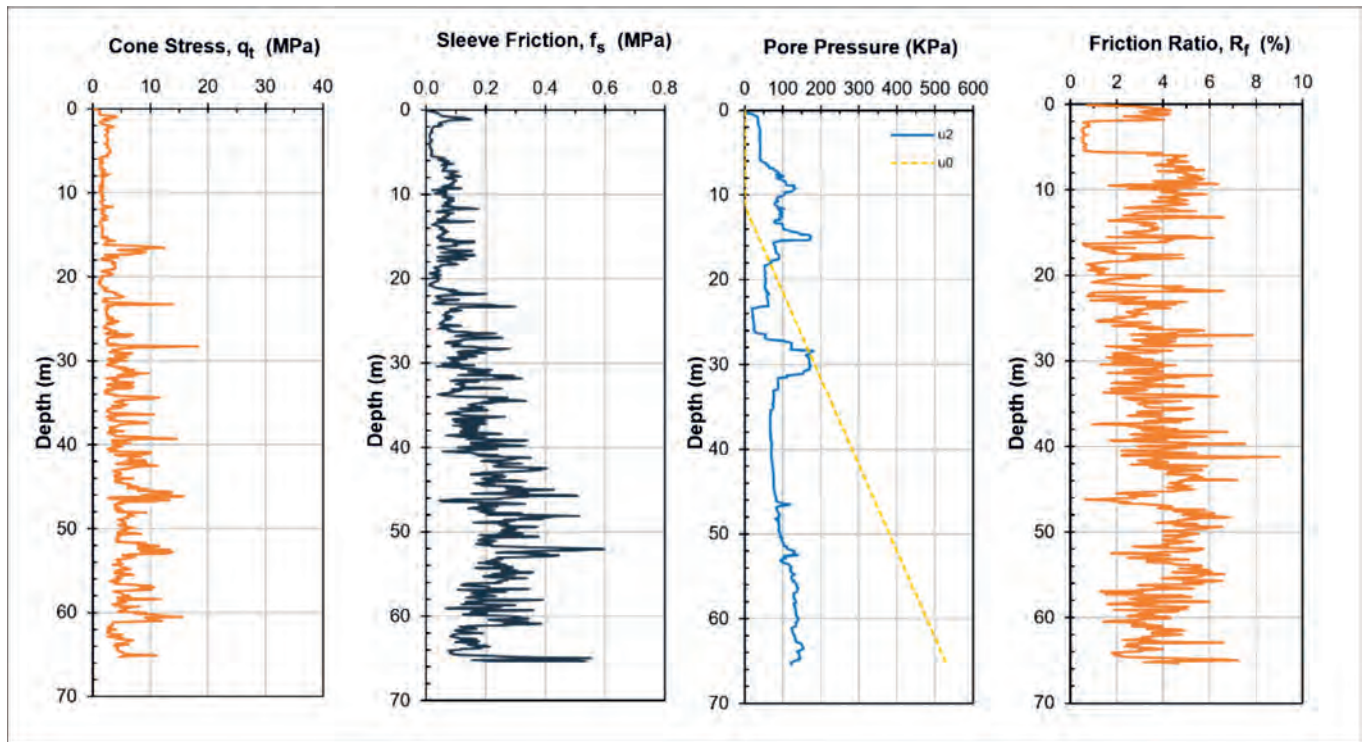 Cone Stress, qt (MPa)
0 10 20 30 40
0
10
20
30
40
50
60
70
Depth (m)
Sleeve Friction, fs (MPa)
0.0 0.2 0.4 0.6 0.8
0
10
20
30
40
50
60
70
Depth (m)
Pore Pressure (KPa)
0 100 200 300 400 500 600
0
10
20
30
40
50
60
70
Depth (m)
u2
u0
Friction Ratio, Rf (%)
0 2 4 6 8 10
0
10
20
30
40
50
60
70
Depth (m)